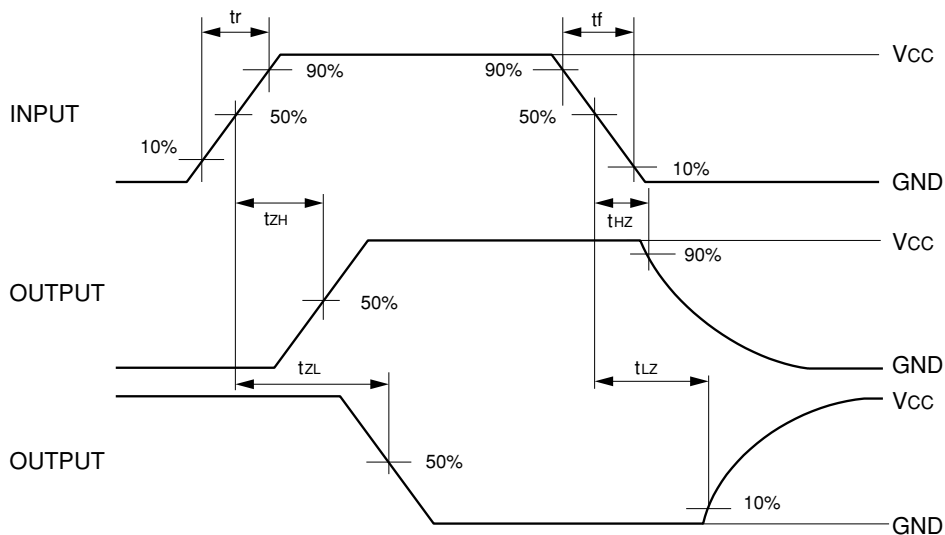 tr
tf
VCC
90%
90%
INPUT
50%
50%
10%
10%
GND
tZH
tHZ
VCC
90%
OUTPUT
50%
tZL
tLZ
GND
VCC
OUTPUT
50%
10%
GND